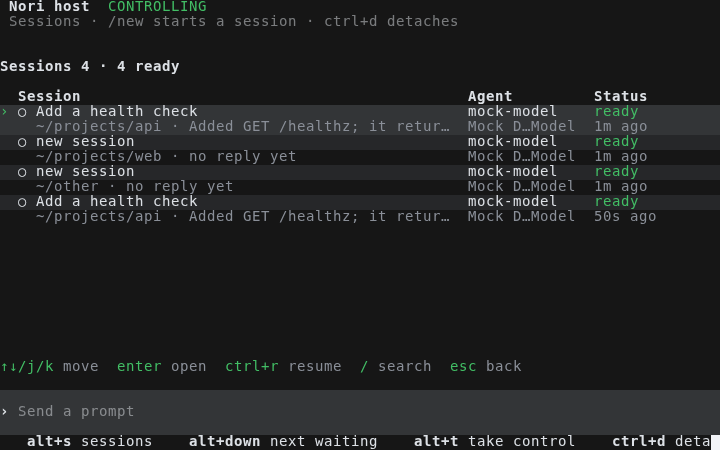 Nori host  CONTROLLING
Sessions · /new starts a session · ctrl+d detaches
Sessions 4 · 4 ready
Session Agent Status
› ○ Add a health check mock-model ready
~/projects/api · Added GET /healthz; it retur… Mock D…Model 1m ago
○ new session mock-model ready
~/projects/web · no reply yet Mock D…Model 1m ago
○ new session mock-model ready
~/other · no reply yet Mock D…Model 1m ago
○ Add a health check mock-model ready
~/projects/api · Added GET /healthz; it retur… Mock D…Model 50s ago
↑↓/j/k move  enter open  ctrl+r resume  / search  esc back
› Send a prompt
alt+s sessions    alt+down next waiting    alt+t take control    ctrl+d deta